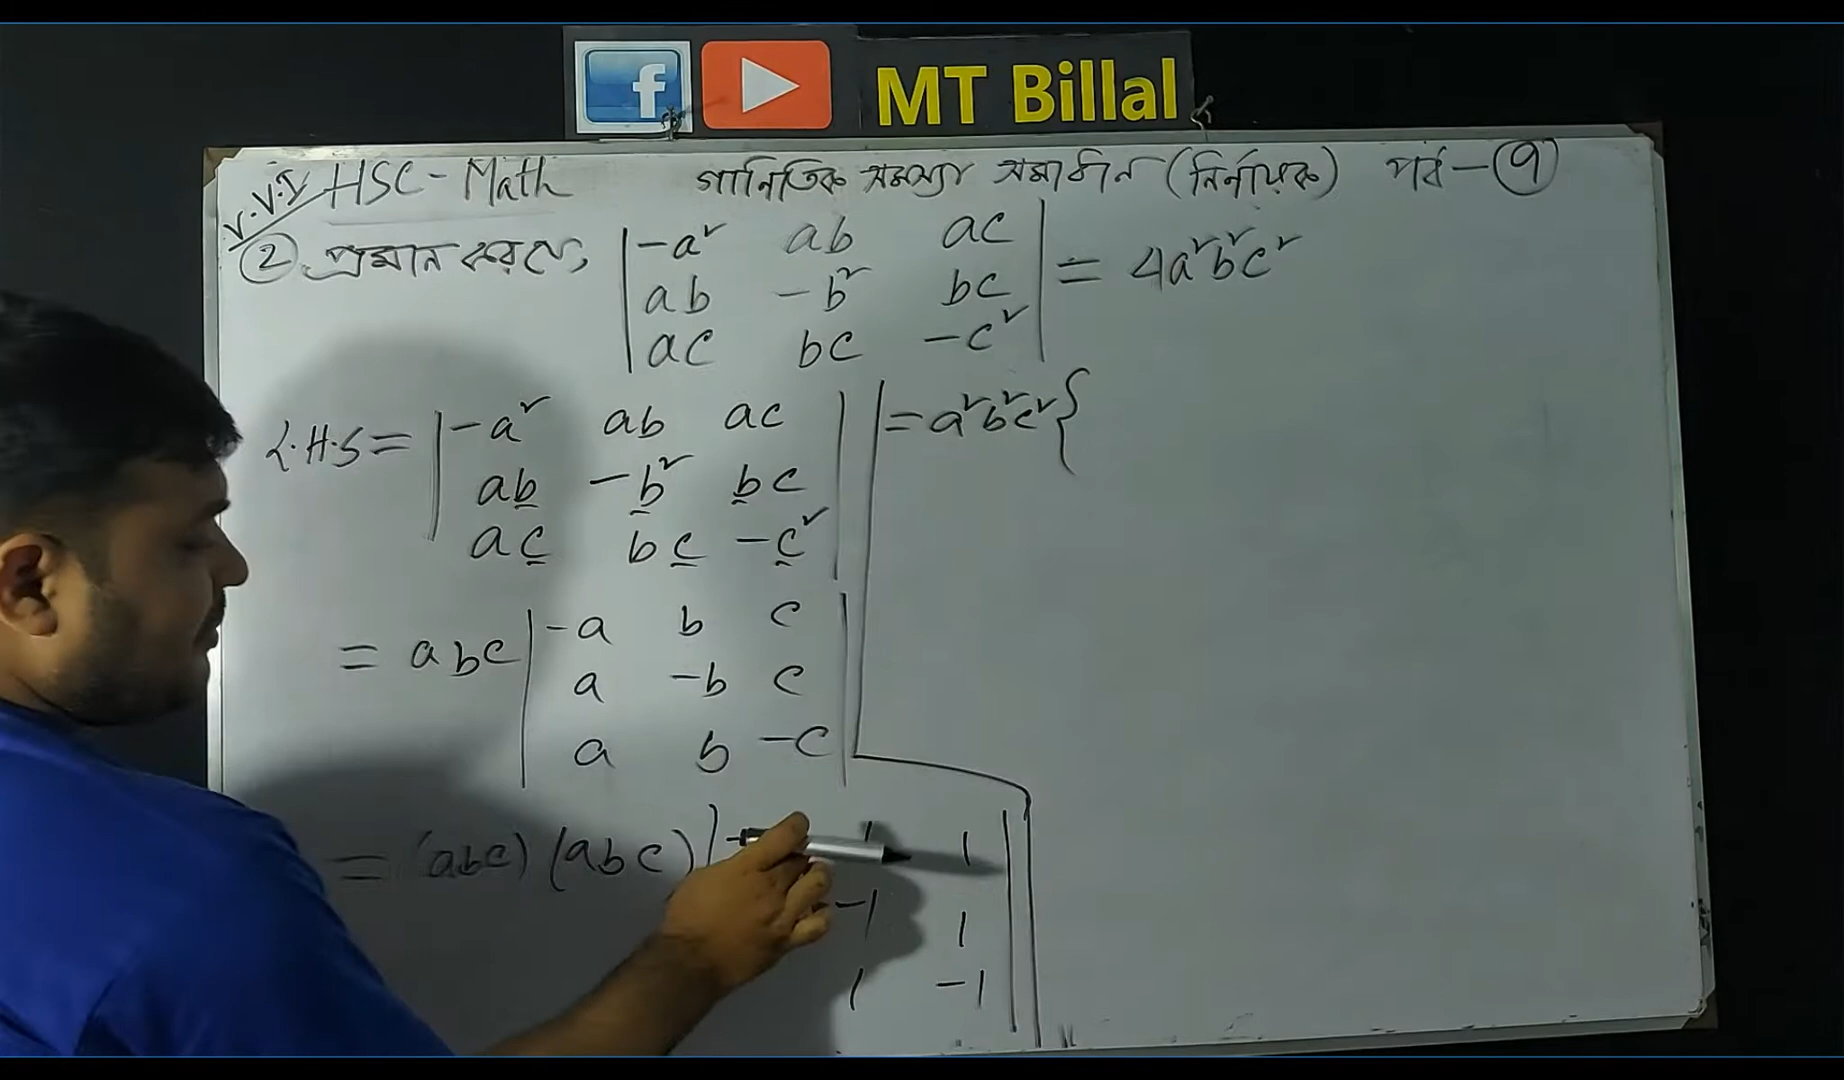 f MT Billal
V.V.I HSC-Math গানিতিক সমস্যা সমাধান (নির্নায়ক) পর্ব-৭
② প্রমান কর যে,
|-a² ab ac|
|ab -b² bc| = 4a²b²c²
|ac bc -c²|
L.H.S = |-a² ab ac|
|ab -b² bc|
|ac bc -c²|
= abc |-a b c|
|a -b c|
|a b -c|
= (abc) (abc) |- 1 1|
-1 1
1 -1
= a²b²c² {